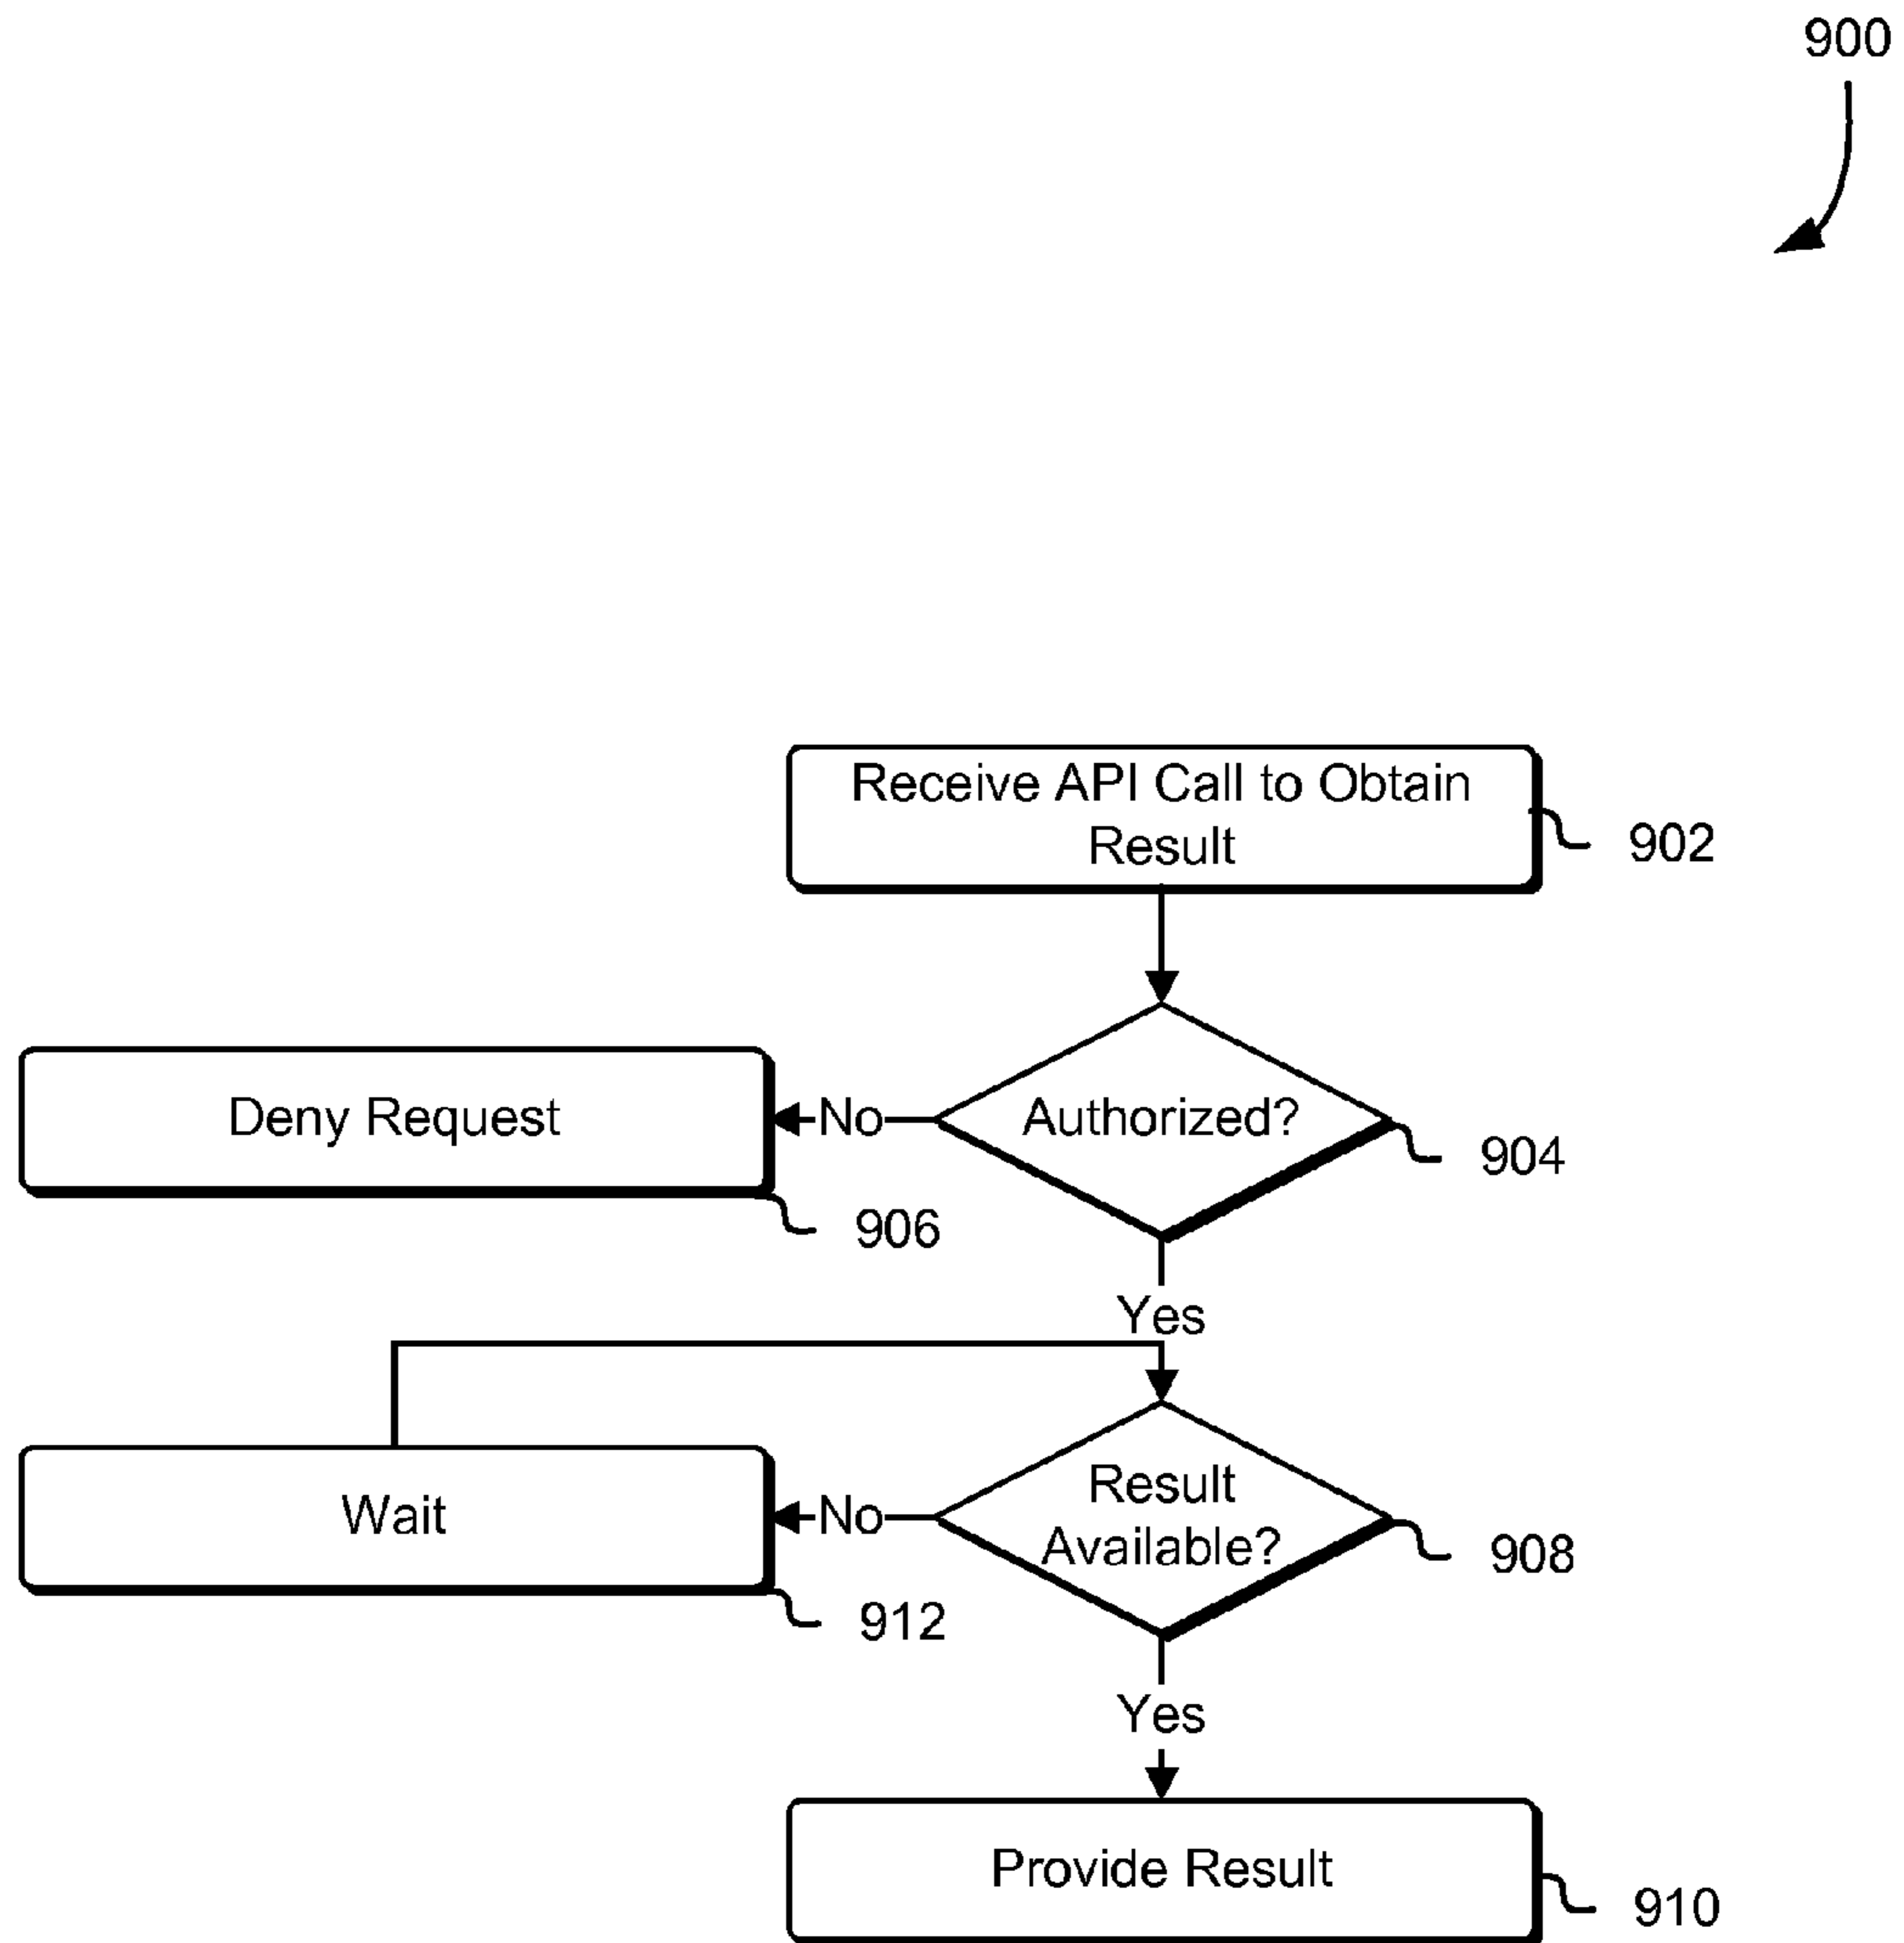 900
Receive API Call to Obtain
Result
902
Authorized?
904
No
Deny Request
906
Yes
Result
Available?
908
No
Wait
912
Yes
Provide Result
910